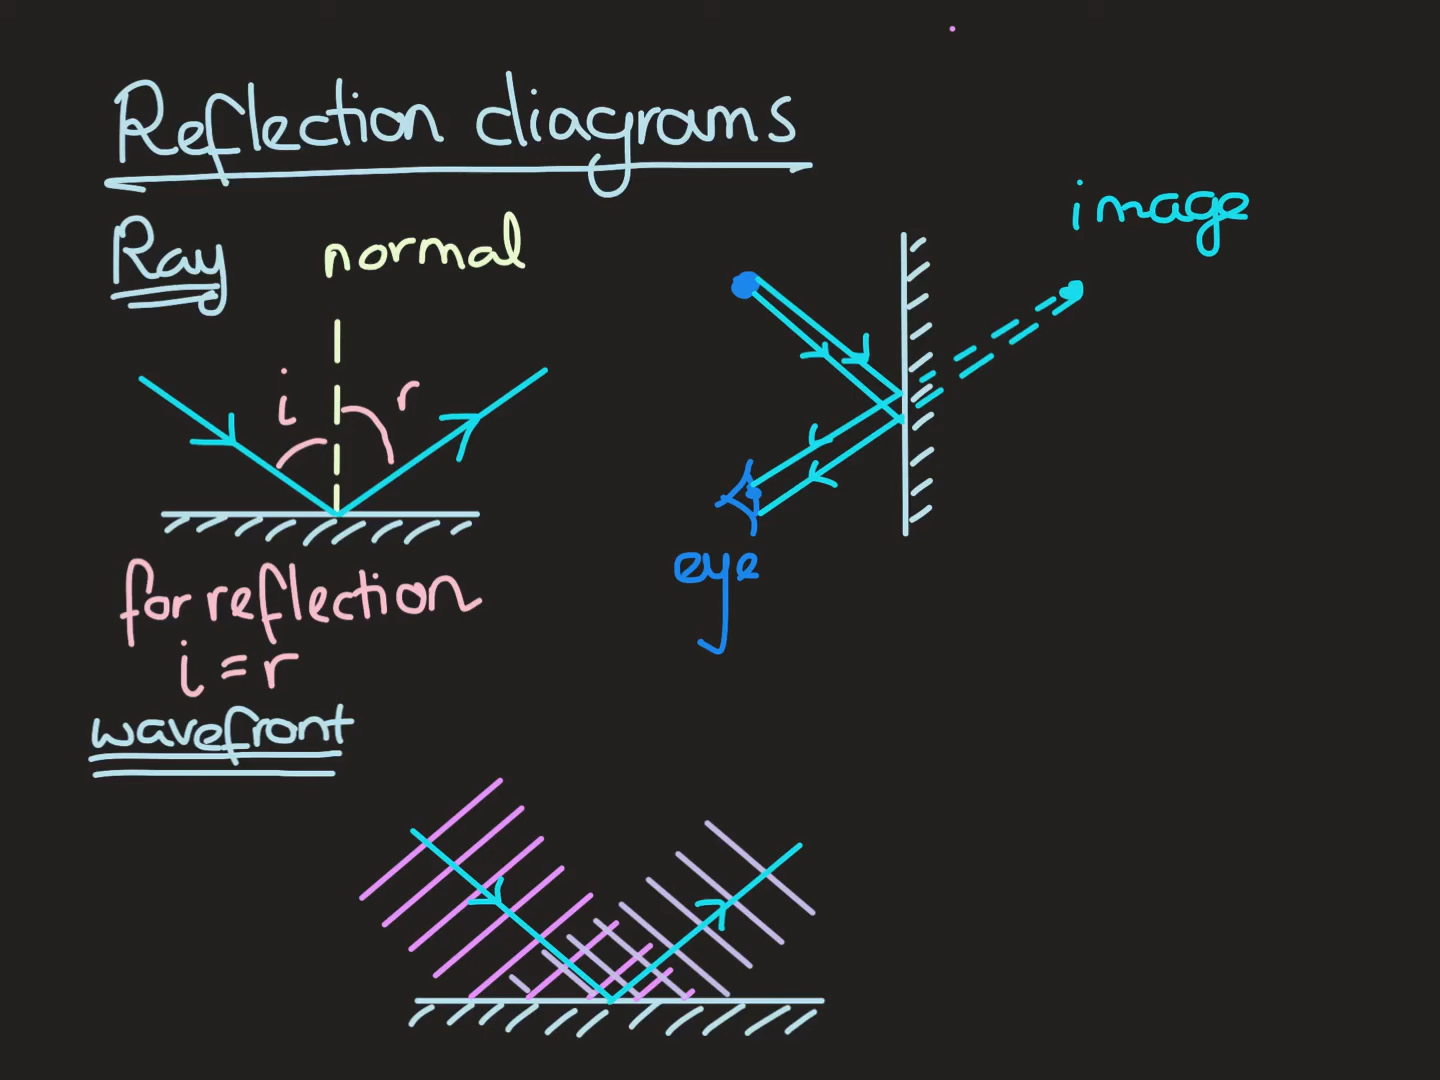 Reflection diagrams
Ray
normal
i
r
for reflection
i = r
image
eye
wavefront